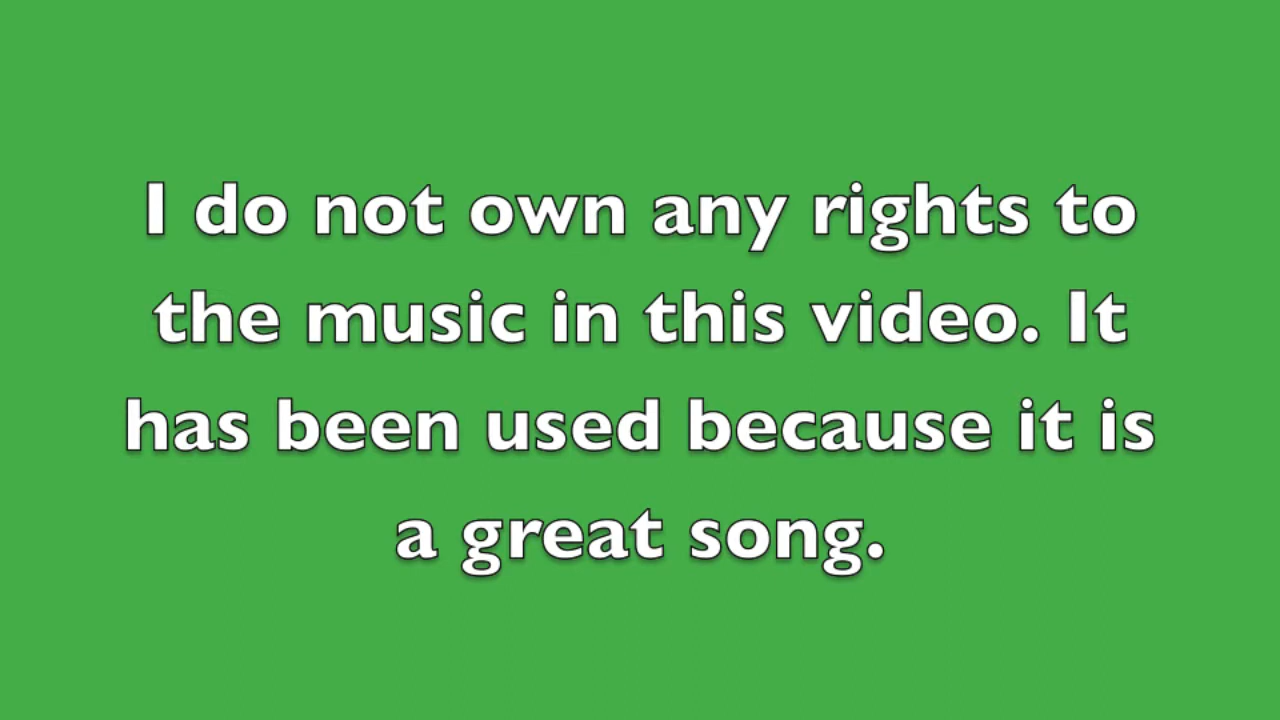 I do not own any rights to
the music in this video. It
has been used because it is
a great song.